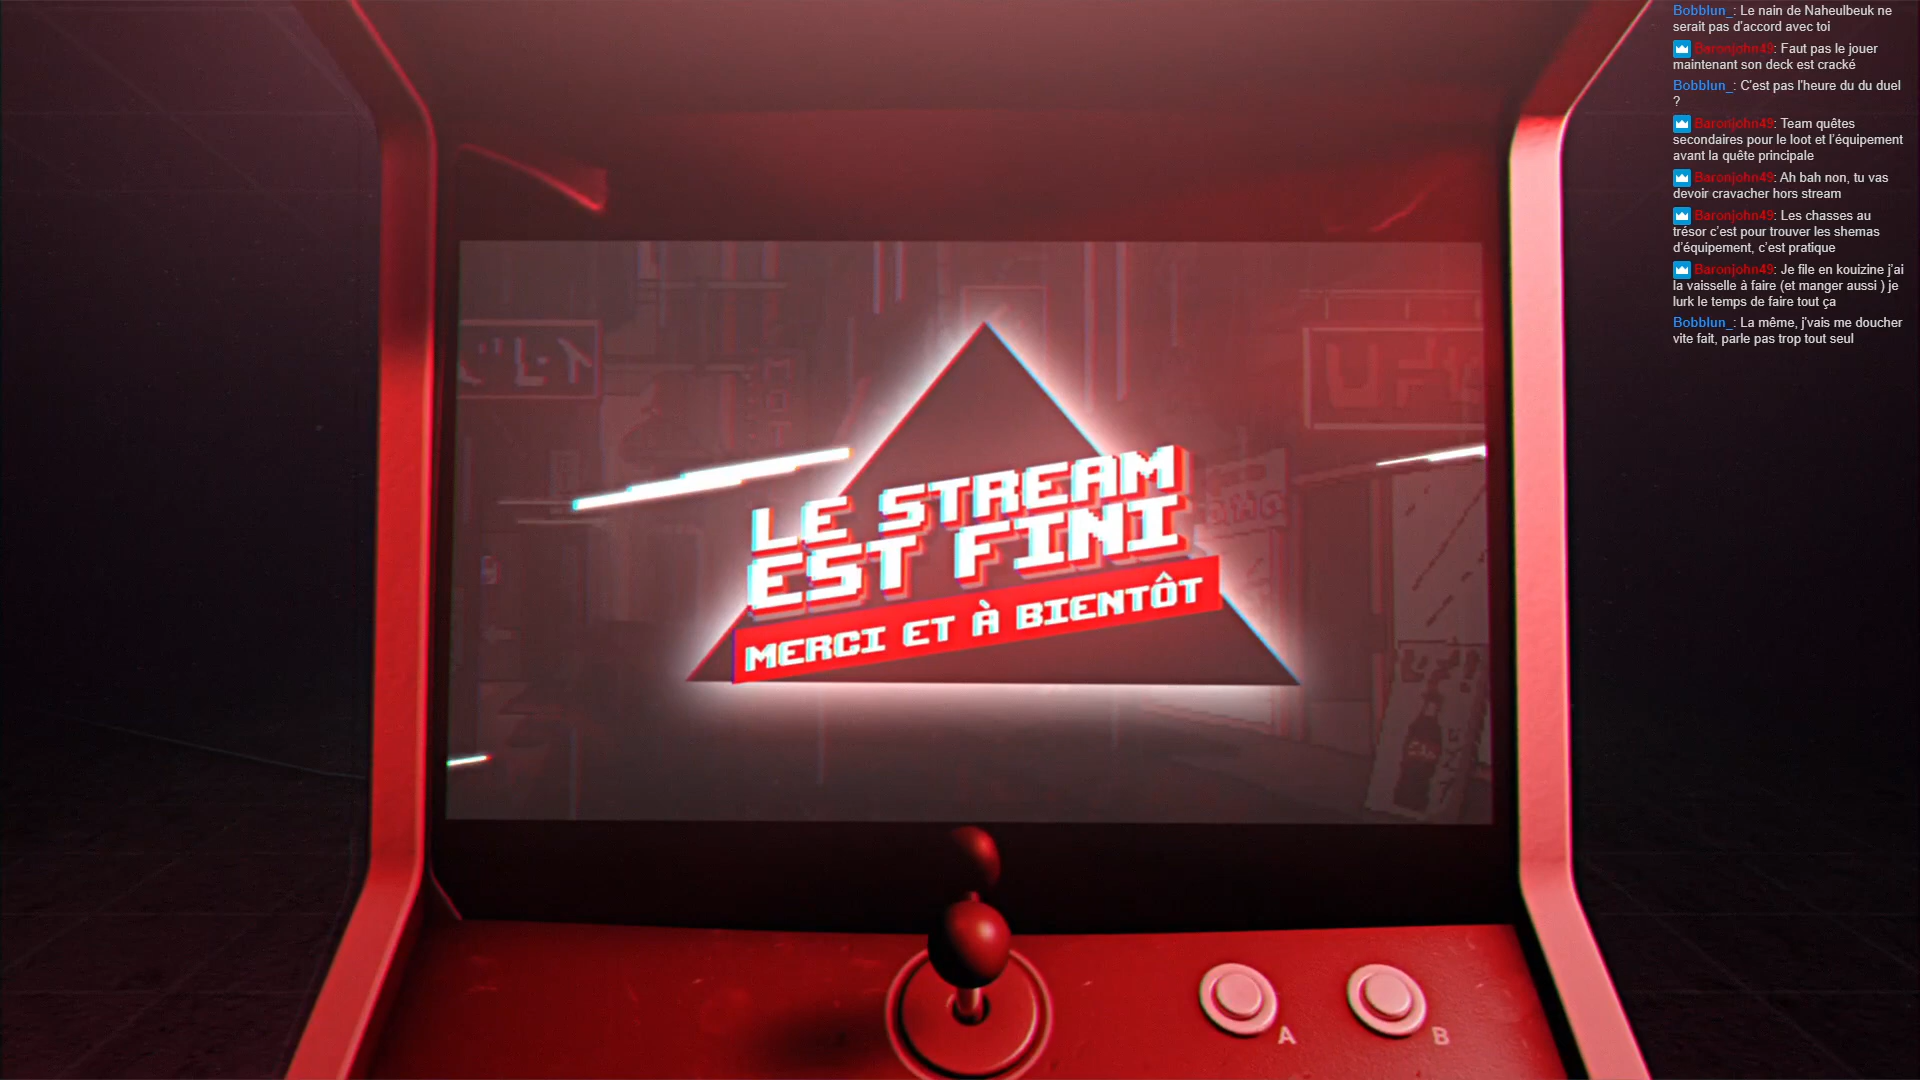 Bobblun_: Le nain de Naheulbeuk ne
serait pas d'accord avec toi
Baronjohn49: Faut pas le jouer
maintenant son deck est cracké
Bobblun_: C'est pas l'heure du du duel
?
Baronjohn49: Team quêtes
secondaires pour le loot et l'équipement
avant la quête principale
Baronjohn49: Ah bah non, tu vas
devoir cravacher hors stream
Baronjohn49: Les chasses au
trésor c'est pour trouver les shemas
d'équipement, c'est pratique
Baronjohn49: Je file en kouizine j'ai
la vaisselle à faire (et manger aussi ) je
lurk le temps de faire tout ça
Bobblun_: La même, j'vais me doucher
vite fait, parle pas trop tout seul
LE STREAM
EST FINI
MERCI ET À BIENTÔT
A
B